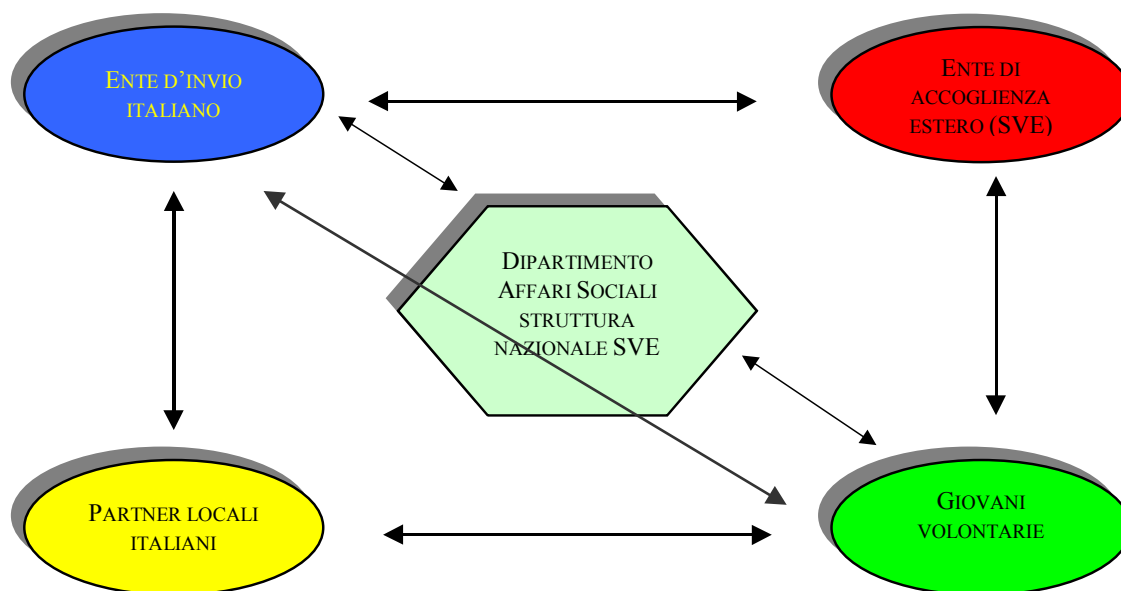 ENTE D'INVIO
ITALIANO
ENTE DI
ACCOGLIENZA
ESTERO (SVE)
DIPARTIMENTO
AFFARI SOCIALI
STRUTTURA
NAZIONALE SVE
PARTNER LOCALI
ITALIANI
GIOVANI
VOLONTARIE